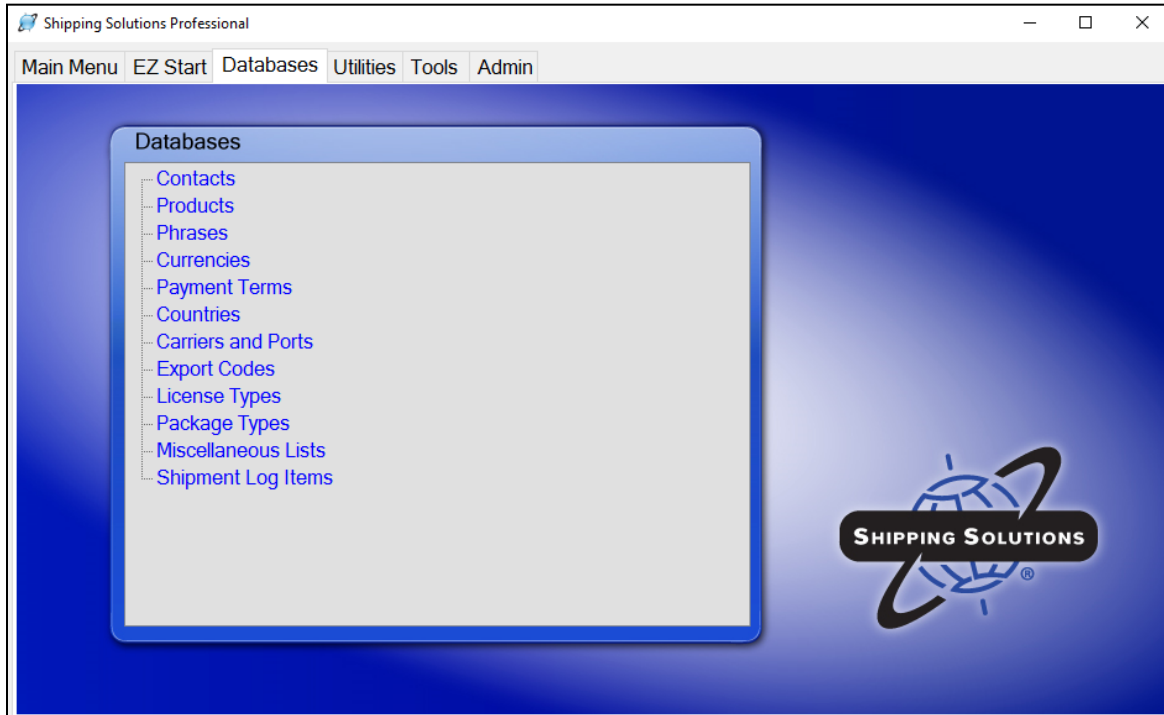 Shipping Solutions Professional
Main Menu EZ Start Databases Utilities Tools Admin
Databases
Contacts
Products
Phrases
Currencies
Payment Terms
Countries
Carriers and Ports
Export Codes
License Types
Package Types
Miscellaneous Lists
Shipment Log Items
SHIPPING SOLUTIONS
®